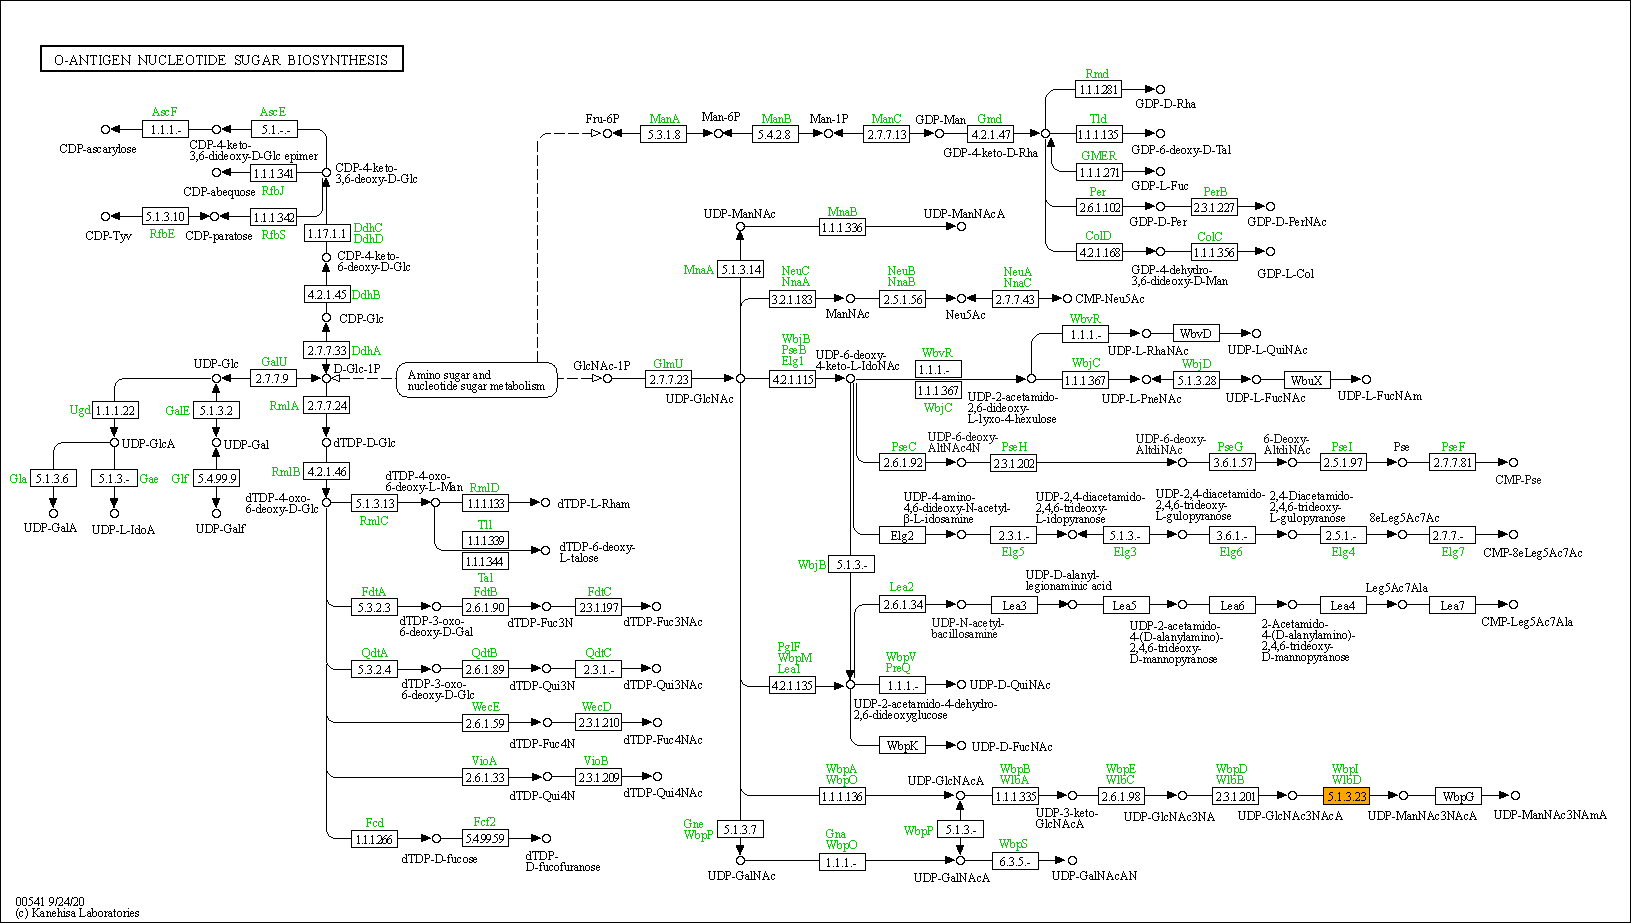 O-ANTIGEN NUCLEOTIDE SUGAR BIOSYNTHESIS
AscF
AscE
1.1.1.-
5.1.-.-
CDP-ascarylose
CDP-4-keto-
3,6-dideoxy-D-Glc epimer
CDP-4-keto-
3,6-deoxy-D-Glc
1.1.1.341
CDP-abequose
RfbJ
5.1.3.10
1.1.1.342
CDP-Tyv
RfbE
CDP-paratose
RfbS
1.17.1.1
DdhC
DdhD
CDP-4-keto-
6-deoxy-D-Glc
4.2.1.45
DdhB
CDP-Glc
2.7.7.33
DdhA
UDP-Glc
GalU
2.7.7.9
D-Glc-1P
Amino sugar and
nucleotide sugar metabolism
Ugd
1.1.1.22
GalE
5.1.3.2
RmlA
2.7.7.24
UDP-GlcA
UDP-Gal
dTDP-D-Glc
Gla
5.1.3.6
5.1.3.-
Gae
Glf
5.4.99.9
RmlB
4.2.1.46
UDP-GalA
UDP-L-IdoA
UDP-Galf
dTDP-4-oxo-
6-deoxy-D-Glc
5.1.3.13
RmlC
dTDP-4-oxo-
6-deoxy-L-Man
RmlD
1.1.1.133
dTDP-L-Rham
Tll
1.1.1.339
1.1.1.344
Tal
dTDP-6-deoxy-
L-talose
FdtA
5.3.2.3
dTDP-3-oxo-
6-deoxy-D-Gal
FdtB
2.6.1.90
dTDP-Fuc3N
FdtC
2.3.1.197
dTDP-Fuc3NAc
QdtA
5.3.2.4
dTDP-3-oxo-
6-deoxy-D-Glc
QdtB
2.6.1.89
dTDP-Qui3N
QdtC
2.3.1.-
dTDP-Qui3NAc
WecE
2.6.1.59
dTDP-Fuc4N
WecD
2.3.1.210
dTDP-Fuc4NAc
VioA
2.6.1.33
dTDP-Qui4N
VioB
2.3.1.209
dTDP-Qui4NAc
Fcd
1.1.1.266
dTDP-D-fucose
Fcf2
5.4.99.59
dTDP-
D-fucofuranose
Fru-6P
ManA
5.3.1.8
Man-6P
ManB
5.4.2.8
Man-1P
ManC
2.7.7.13
GDP-Man
Gmd
4.2.1.47
GDP-4-keto-D-Rha
Rmd
1.1.1.281
GDP-D-Rha
Tld
1.1.1.135
GDP-6-deoxy-D-Tal
GMER
1.1.1.271
GDP-L-Fuc
Per
2.6.1.102
GDP-D-Per
PerB
2.3.1.227
GDP-D-PerNAc
ColD
4.2.1.168
GDP-4-dehydro-
3,6-dideoxy-D-Man
ColC
1.1.1.356
GDP-L-Col
UDP-ManNAc
MnaB
1.1.1.336
UDP-ManNAcA
MnaA
5.1.3.14
NeuC
NnaA
3.2.1.183
ManNAc
NeuB
NnaB
2.5.1.56
Neu5Ac
NeuA
NnaC
2.7.7.43
CMP-Neu5Ac
GlcNAc-1P
GlmU
2.7.7.23
UDP-GlcNAc
WbjB
PseB
Elg1
4.2.1.115
UDP-6-deoxy-
4-keto-L-IdoNAc
WbvR
1.1.1.-
1.1.1.367
WbjC
UDP-2-acetamido-
2,6-dideoxy-
L-lyxo-4-hexulose
WbvR
1.1.1.-
UDP-L-RhaNAc
WbvD
UDP-L-QuiNAc
WbjC
1.1.1.367
UDP-L-PneNAc
WbjD
5.1.3.28
UDP-L-FucNAc
WbuX
UDP-L-FucNAm
PseC
2.6.1.92
UDP-6-deoxy-
AltNAc4N
PseH
2.3.1.202
UDP-6-deoxy-
AltdiNAc
PseG
3.6.1.57
6-Deoxy-
AltdiNAc
PseI
2.5.1.97
Pse
PseF
2.7.7.81
CMP-Pse
Elg2
UDP-4-amino-
4,6-dideoxy-N-acetyl-
β-L-idosamine
2.3.1.-
Elg5
UDP-2,4-diacetamido-
2,4,6-trideoxy-
L-idopyranose
5.1.3.-
Elg3
UDP-2,4-diacetamido-
2,4,6-trideoxy-
L-gulopyranose
3.6.1.-
Elg6
2,4-Diacetamido-
2,4,6-trideoxy-
L-gulopyranose
2.5.1.-
Elg4
8eLeg5Ac7Ac
2.7.7.-
Elg7
CMP-8eLeg5Ac7Ac
WbjB
5.1.3.-
Lea2
2.6.1.34
UDP-N-acetyl-
bacillosamine
Lea3
UDP-D-alanyl-
legionaminic acid
Lea5
UDP-2-acetamido-
4-(D-alanylamino)-
2,4,6-trideoxy-
D-mannopyranose
Lea6
2-Acetamido-
4-(D-alanylamino)-
2,4,6-trideoxy-
D-mannopyranose
Lea4
Leg5Ac7Ala
Lea7
CMP-Leg5Ac7Ala
PglF
WbpM
Lea1
4.2.1.135
WbpV
PreQ
1.1.1.-
UDP-D-QuiNAc
UDP-2-acetamido-4-dehydro-
2,6-dideoxyglucose
WbpK
UDP-D-FucNAc
WbpA
WbpO
1.1.1.136
UDP-GlcNAcA
WbpB
WlbA
1.1.1.335
UDP-3-keto-
GlcNAcA
WbpE
WlbC
2.6.1.98
UDP-GlcNAc3NA
WbpD
WlbB
2.3.1.201
UDP-GlcNAc3NAcA
WbpI
WlbD
5.1.3.23
UDP-ManNAc3NAcA
WbpG
UDP-ManNAc3NAmA
Gne
WbpP
5.1.3.7
UDP-GalNAc
Gna
WbpO
1.1.1.-
WbpP
5.1.3.-
UDP-GalNAcA
WbpS
6.3.5.-
UDP-GalNAcAN
00541 9/24/20
(c) Kanehisa Laboratories